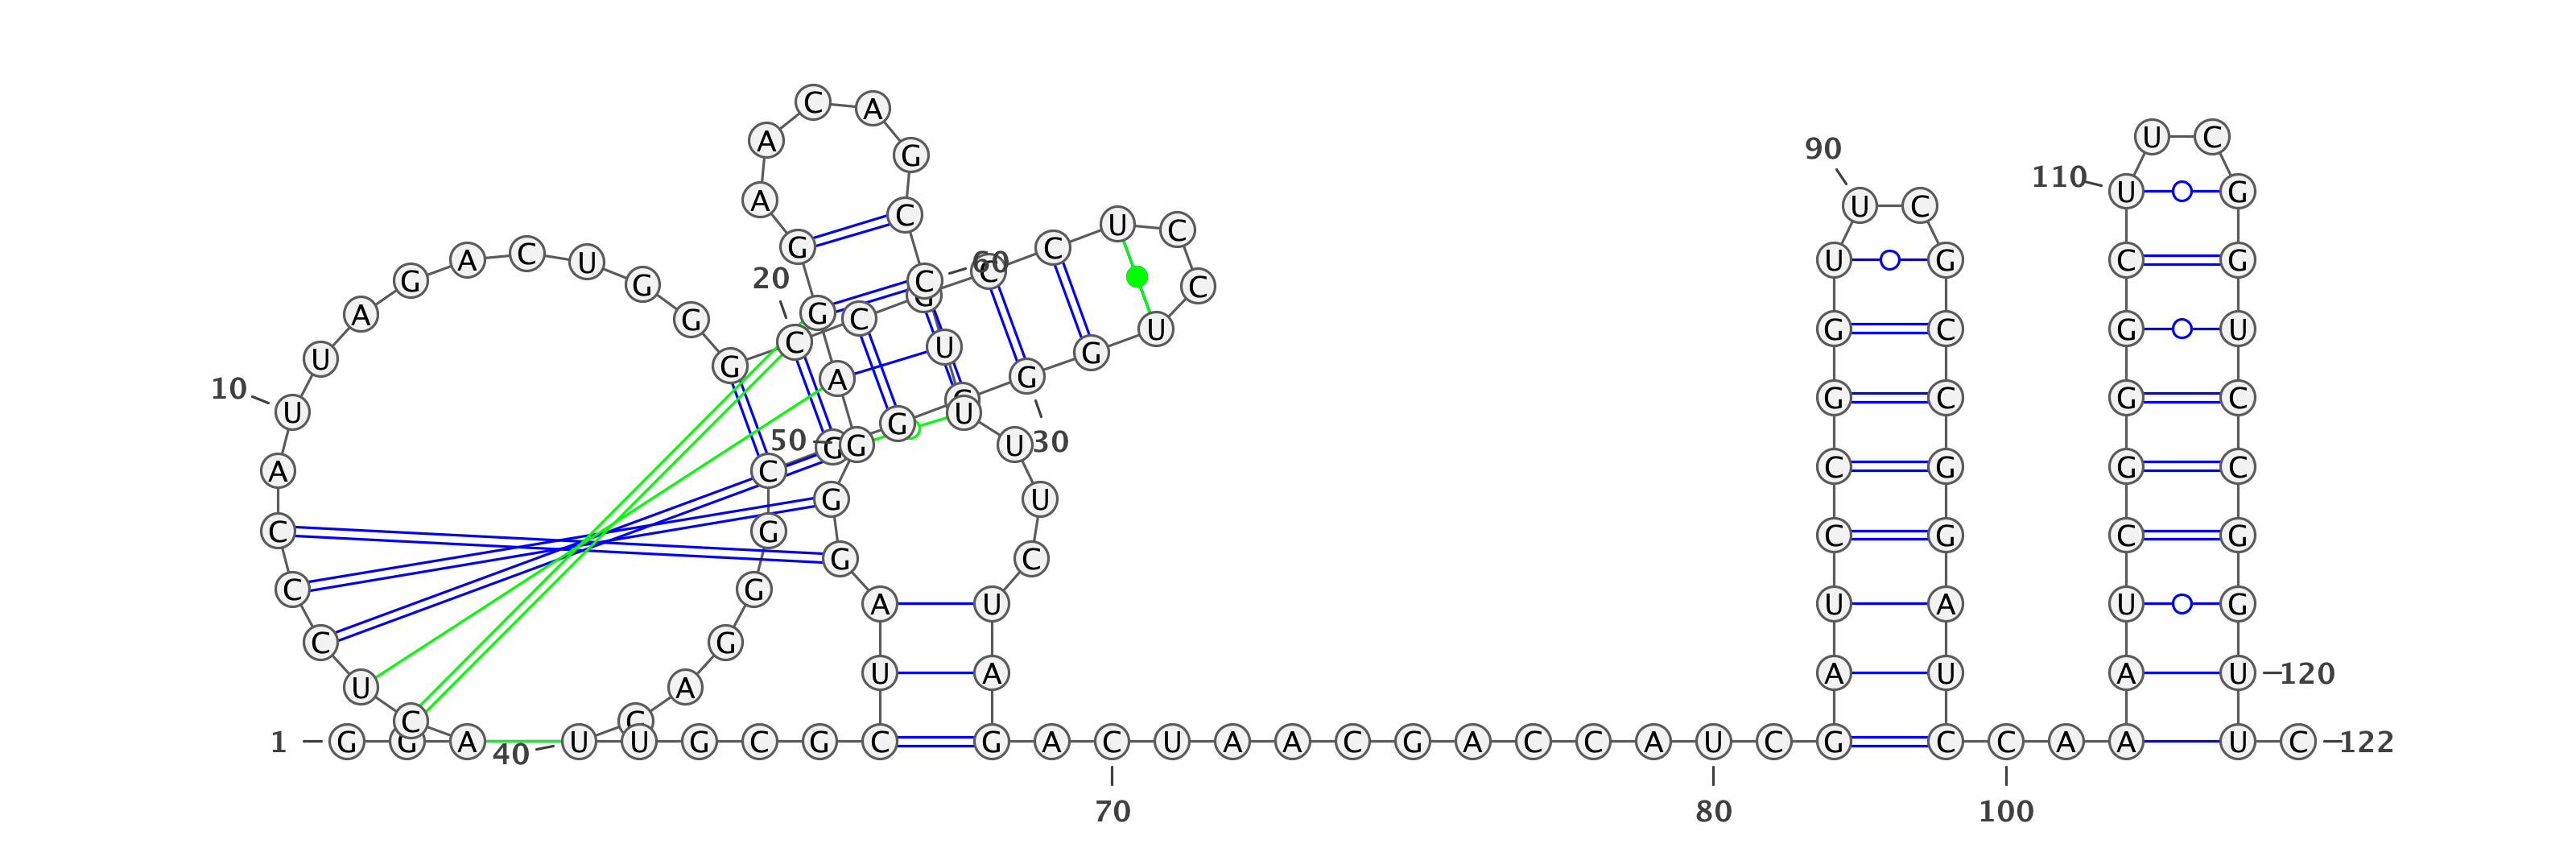 1
G G A C U C C C A U
10
U A G A C U G G G C
20
C G C C U C C U G G
30
G G G C G G G A C U
40
U G C G C U A G G G
50
A G G A A C A G C C
60
U U U U C U A G A C
70
U A A C G A C C A U
80
C G A U C C G G U U
90
C G C C G G A U C C
100
A A A U C G G G C U
110
U C G G U C C G G U
120
U C
122